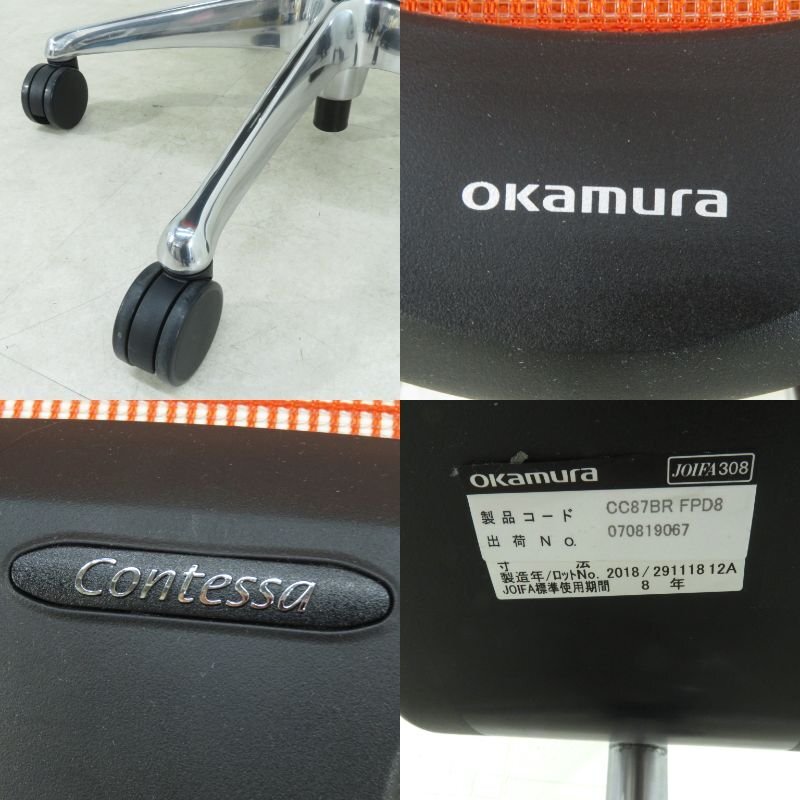 okamura
Contessa
okamura JOIFA308
製品コード CC87BR FPD8
出荷No. 070819067
寸法
製造年/ロットNo. 2018/291118 12A
JOIFA標準使用期間 8年